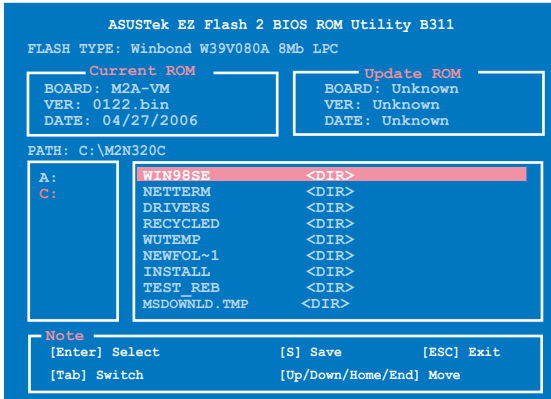 ASUSTek EZ Flash 2 BIOS ROM Utility B311
FLASH TYPE: Winbond W39V080A 8Mb LPC
Current ROM
BOARD: M2A-VM
VER: 0122.bin
DATE: 04/27/2006
Update ROM
BOARD: Unknown
VER: Unknown
DATE: Unknown
PATH: C:\M2N320C
A:
C:
WIN98SE <DIR>
NETTERM <DIR>
DRIVERS <DIR>
RECYCLED <DIR>
WUTEMP <DIR>
NEWFOL~1 <DIR>
INSTALL <DIR>
TEST_REB <DIR>
MSDOWNLD.TMP <DIR>
Note
[Enter] Select [S] Save [ESC] Exit
[Tab] Switch [Up/Down/Home/End] Move